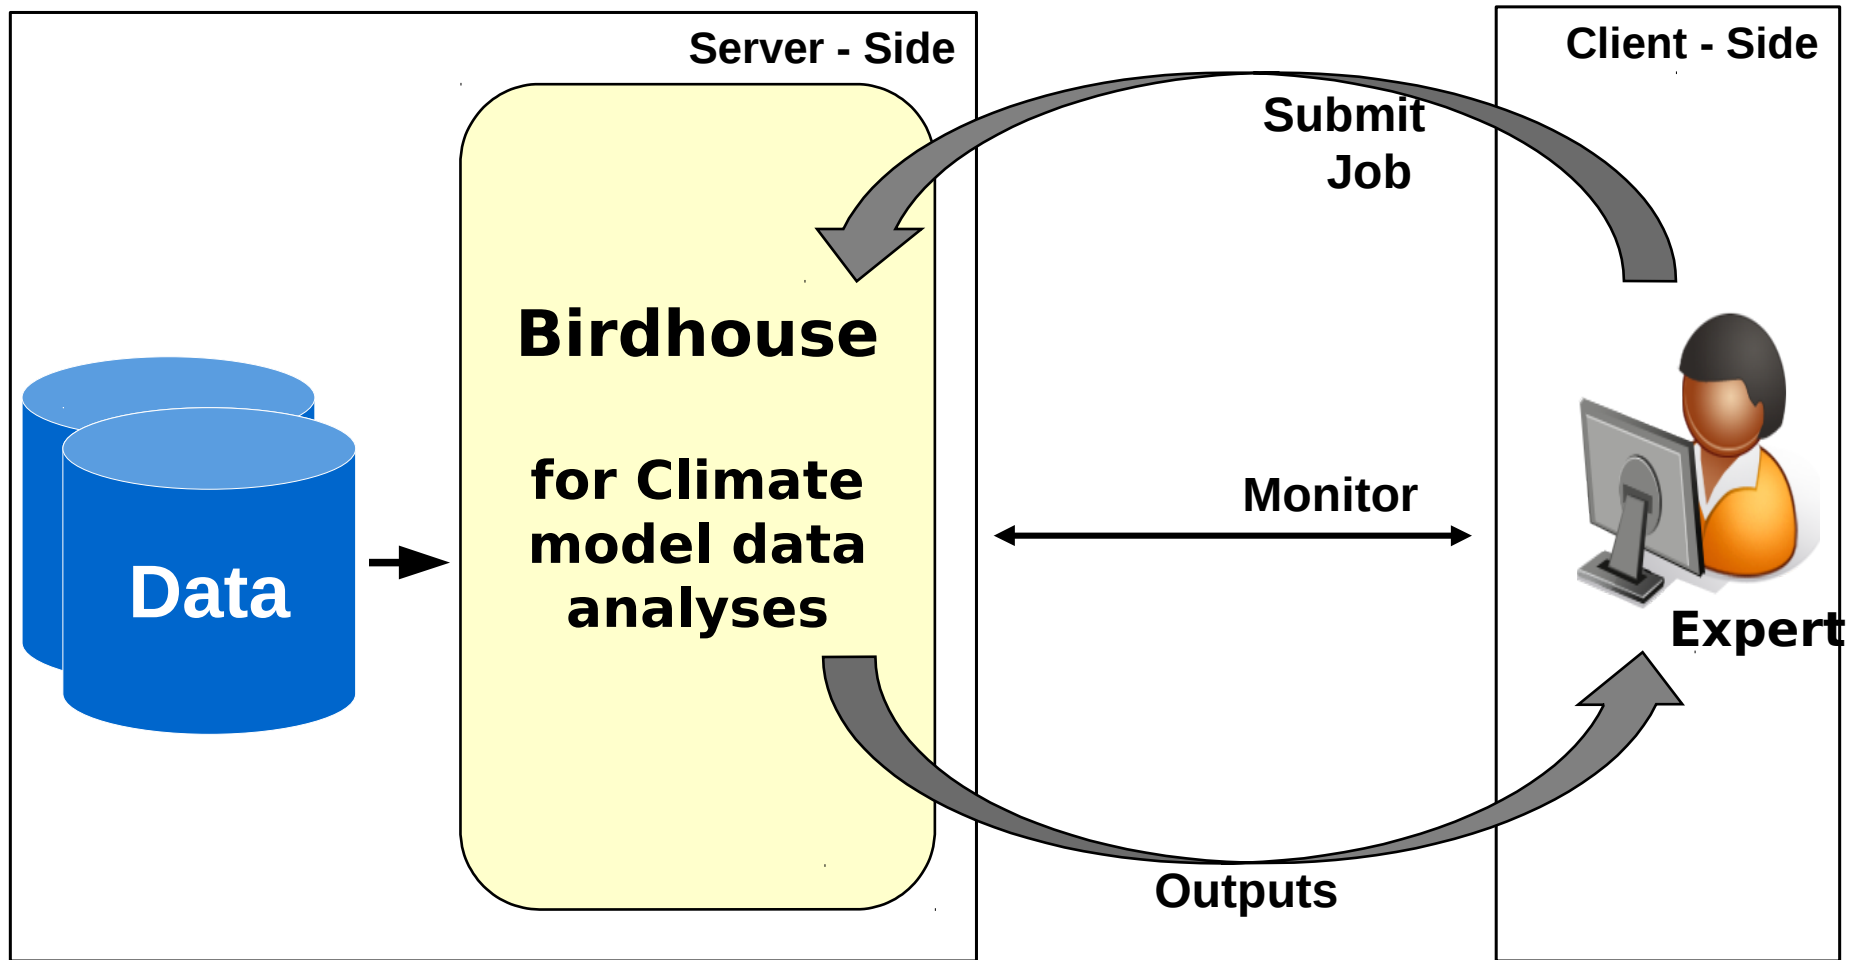 Server - Side
Client - Side
Submit
Job
Birdhouse
for Climate
model data
analyses
Data
Monitor
Expert
Outputs